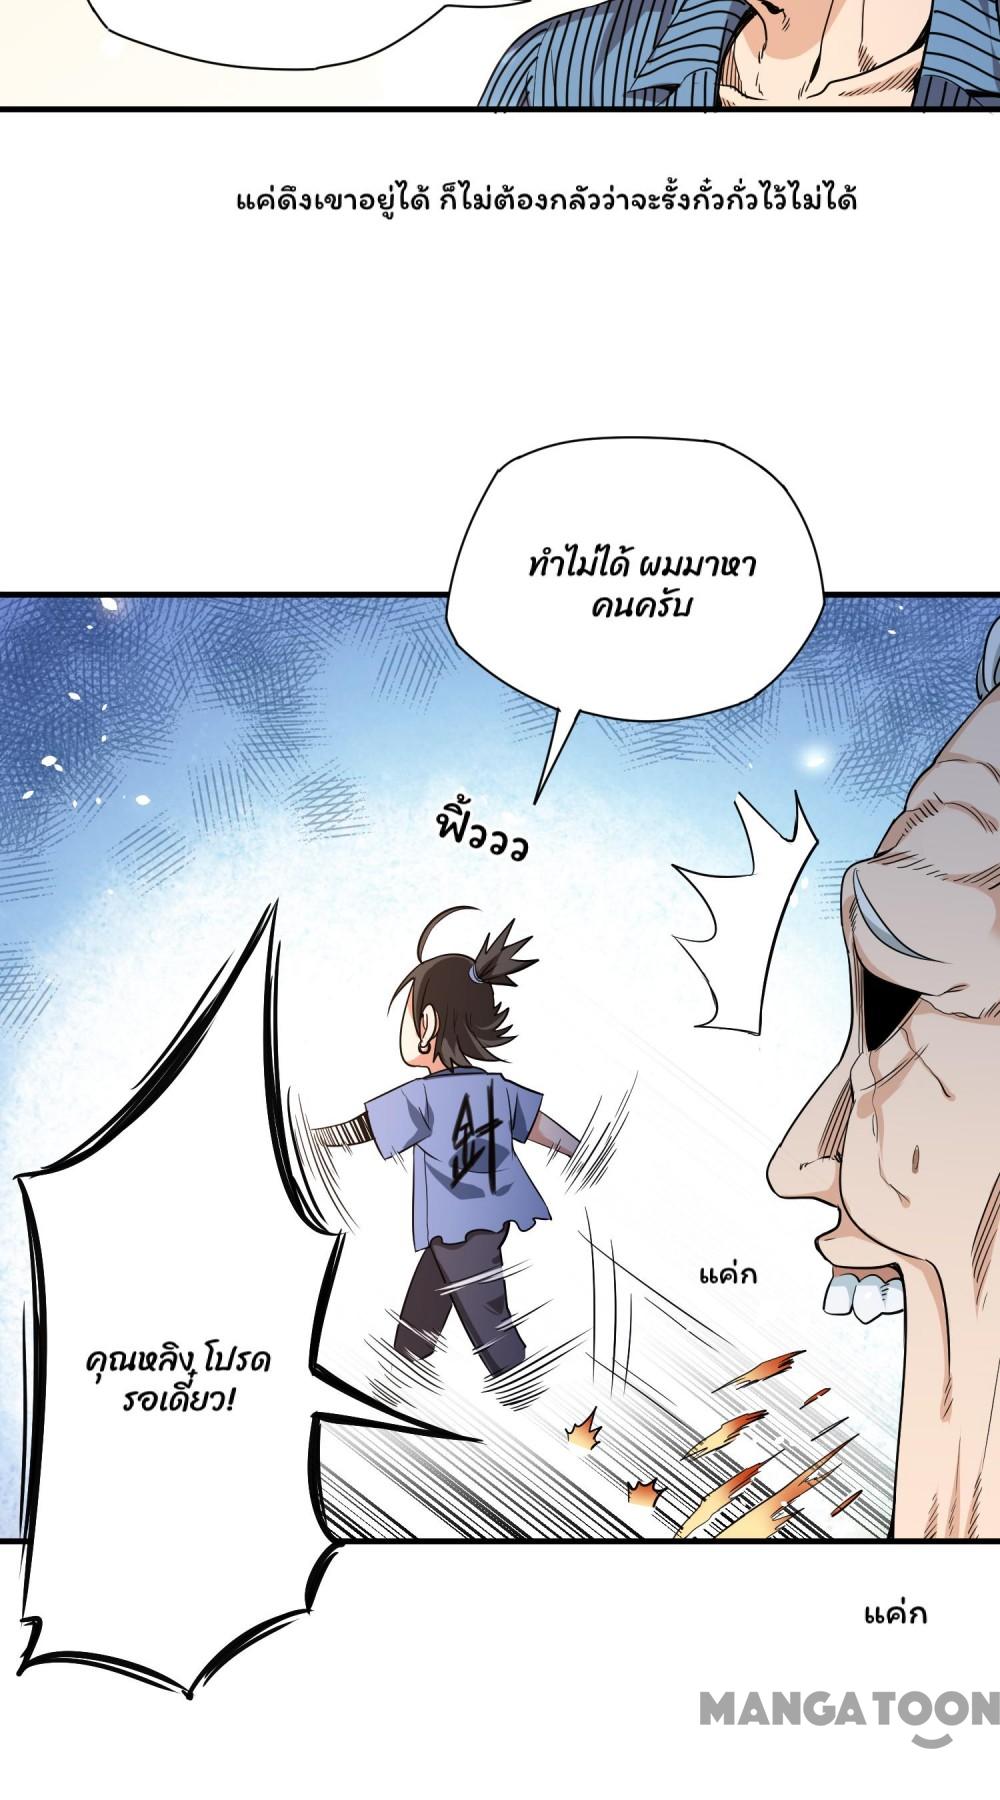 แค่ดึงเขาอยู่ได้ ก็ไม่ต้องกลัวว่าจะรั้งกั๋วกั่วไว้ไม่ได้
ทำไม่ได้ ผมมาหา
คนครับ
ฟิ้ววว
針
แค่ก
คุณหลิง โปรด
รอเดี๋ยว!
แค่ก
MANGATOON